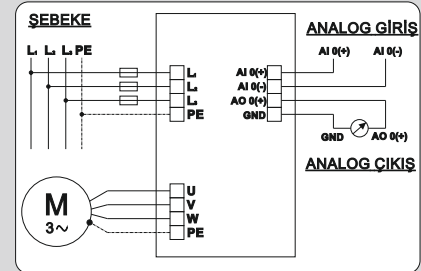 ŞEBEKE
L₁ L₂ L₃ PE
L₁
L₂
L₃
PE
ANALOG GİRİŞ
AI 0(+) AI 0(-)
AI 0(+)
AI 0(-)
AO 0(+)
GND
GND AO 0(+)
ANALOG ÇIKIŞ
M
3~
U
V
W
PE